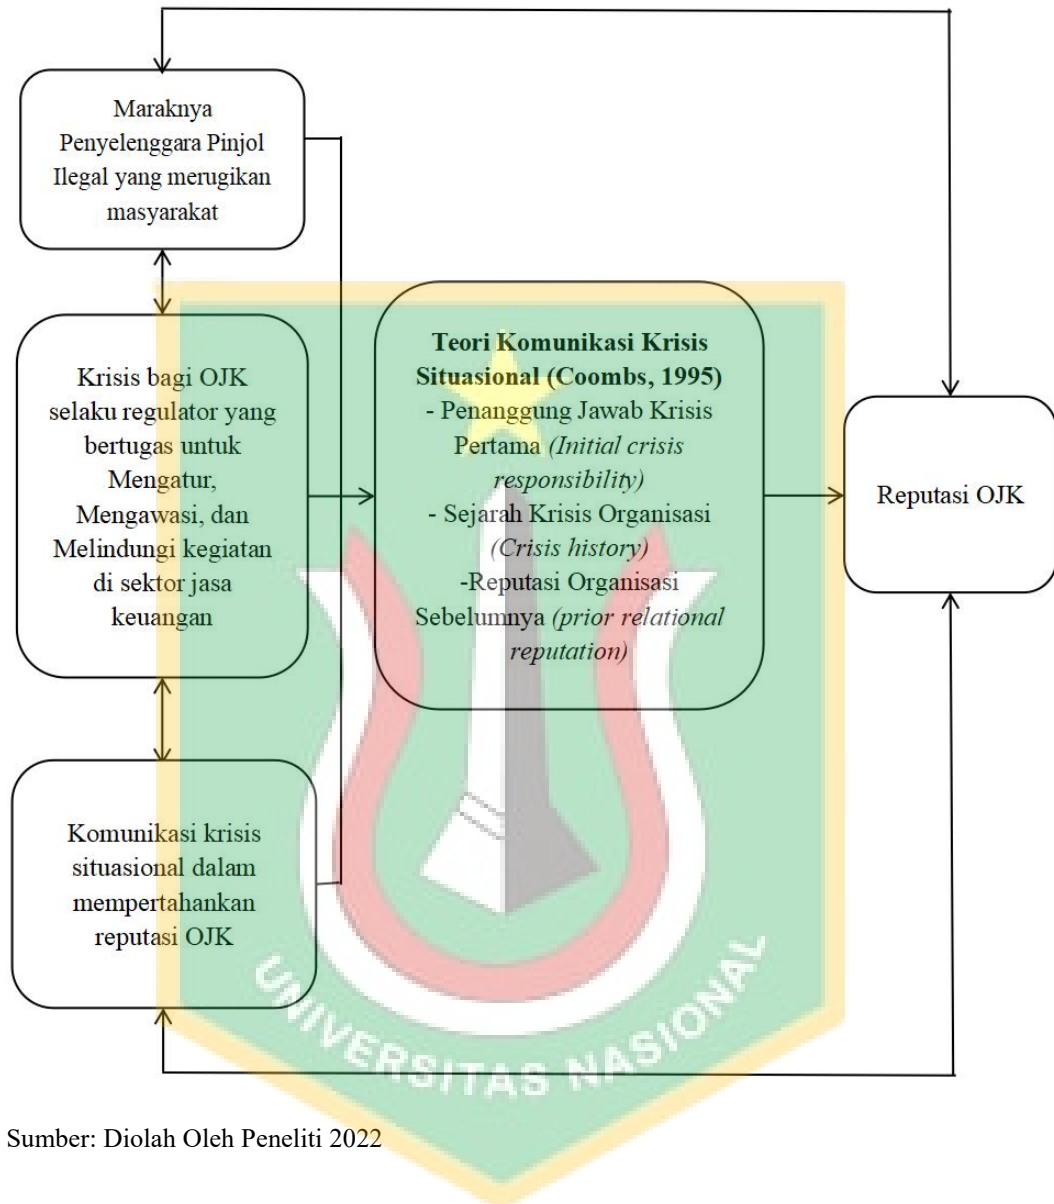 Maraknya
Penyelenggara Pinjol
Ilegal yang merugikan
masyarakat
Krisis bagi OJK
selaku regulator yang
bertugas untuk
Mengatur,
Mengawasi, dan
Melindungi kegiatan
di sektor jasa
keuangan
Komunikasi krisis
situasional dalam
mempertahankan
reputasi OJK
Teori Komunikasi Krisis
Situasional (Coombs, 1995)
- Penanggung Jawab Krisis
Pertama (Initial crisis
responsibility)
- Sejarah Krisis Organisasi
(Crisis history)
-Reputasi Organisasi
Sebelumnya (prior relational
reputation)
Reputasi OJK
UNIVERSITAS NASIONAL
Sumber: Diolah Oleh Peneliti 2022